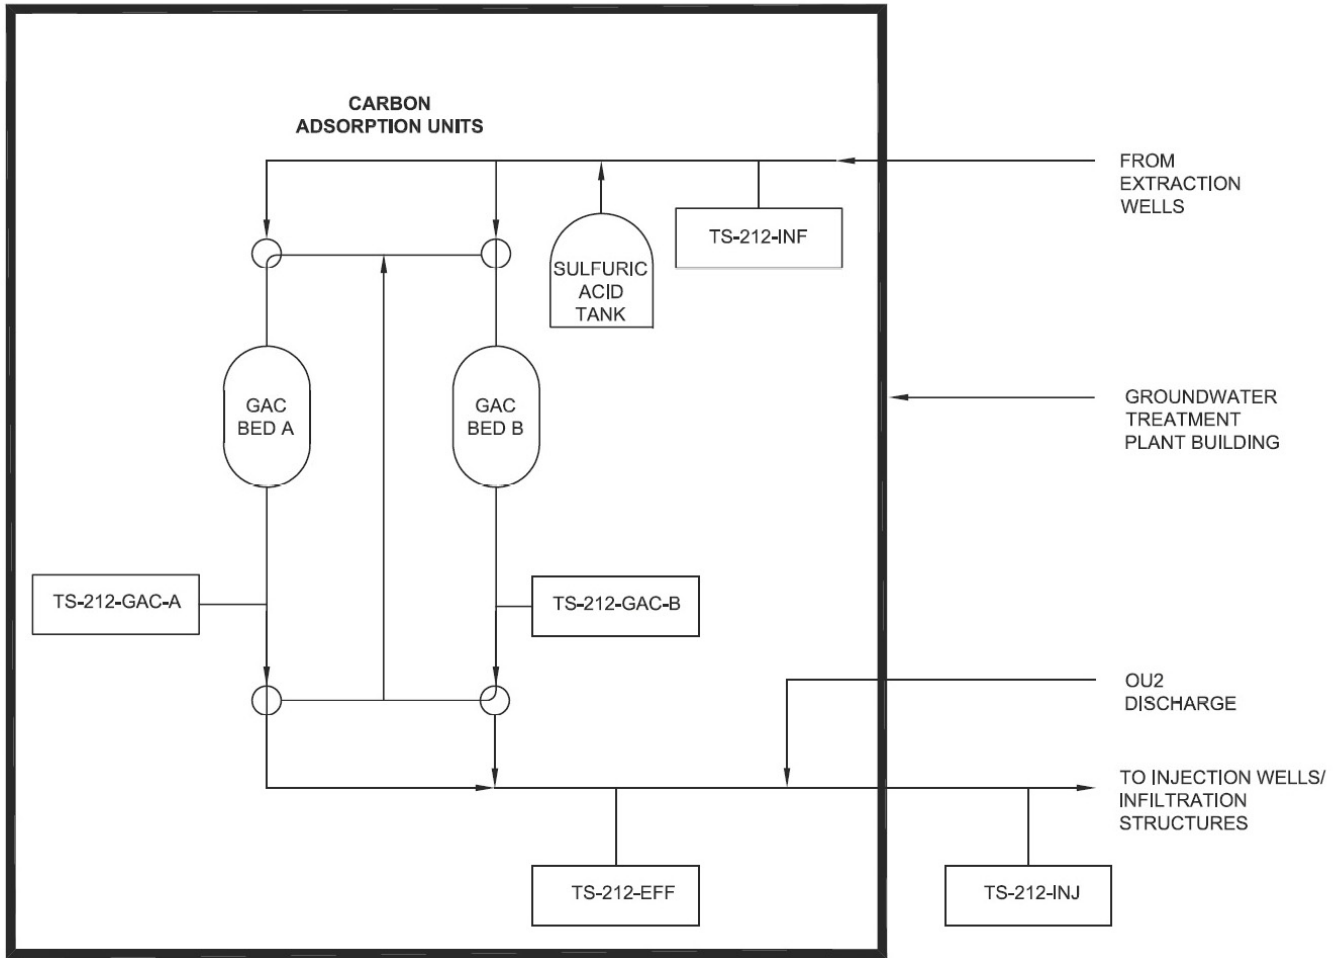 CARBON
ADSORPTION UNITS
FROM
EXTRACTION
WELLS
TS-212-INF
SULFURIC
ACID
TANK
GAC
BED A
GAC
BED B
GROUNDWATER
TREATMENT
PLANT BUILDING
TS-212-GAC-A
TS-212-GAC-B
OU2
DISCHARGE
TO INJECTION WELLS/
INFILTRATION
STRUCTURES
TS-212-EFF
TS-212-INJ